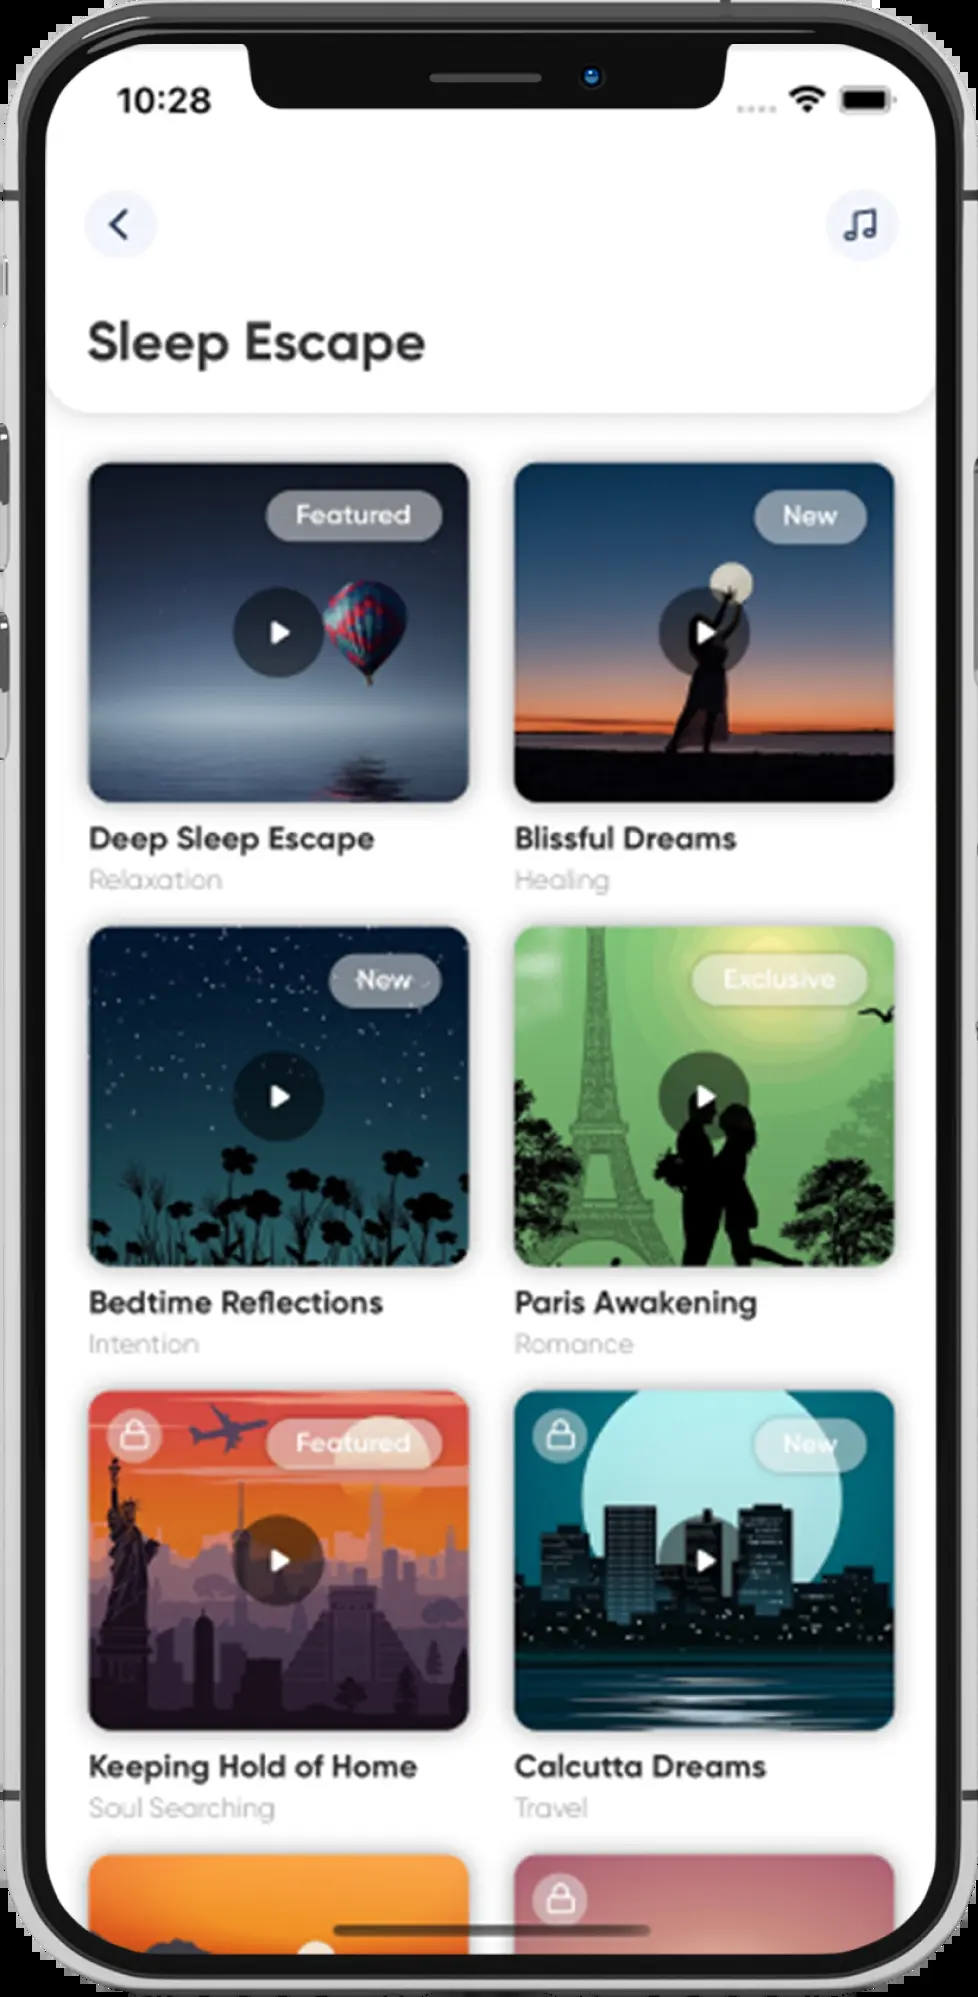 10:28
Sleep Escape
Featured
New
Deep Sleep Escape
Relaxation
Blissful Dreams
Healing
New
Exclusive
Bedtime Reflections
Intention
Paris Awakening
Romance
Featured
New
Keeping Hold of Home
Soul Searching
Calcutta Dreams
Travel